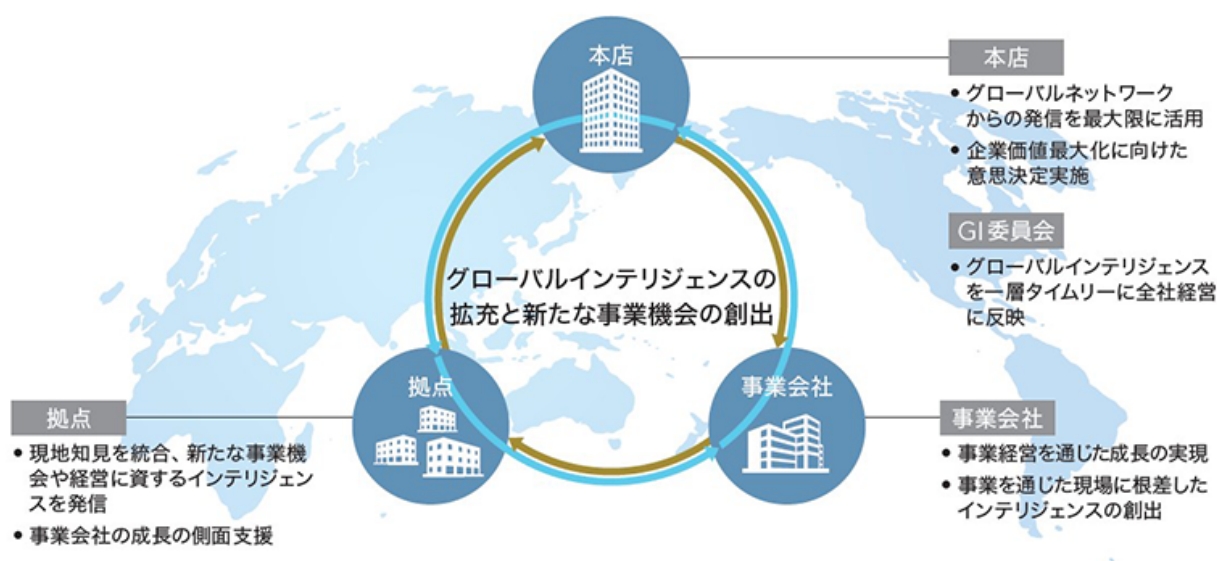 本店
本店
• グローバルネットワーク
からの発信を最大限に活用
• 企業価値最大化に向けた
意思決定実施
GI委員会
• グローバルインテリジェンス
を一層タイムリーに全社経営
に反映
グローバルインテリジェンスの
拡充と新たな事業機会の創出
拠点
事業会社
拠点
• 現地知見を統合、新たな事業機
会や経営に資するインテリジェン
スを発信
• 事業会社の成長の側面支援
事業会社
• 事業経営を通じた成長の実現
• 事業を通じた現場に根差した
インテリジェンスの創出